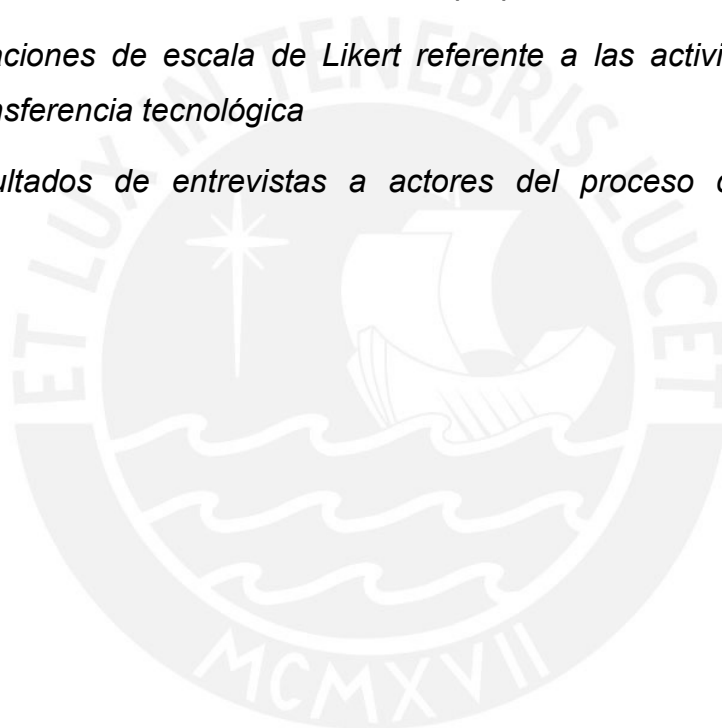 aciones de escala de Likert referente a las activi
nsferencia tecnológica
ultados de entrevistas a actores del proceso
ET LUX IN TENEBRIS LUCET
MCMXVII